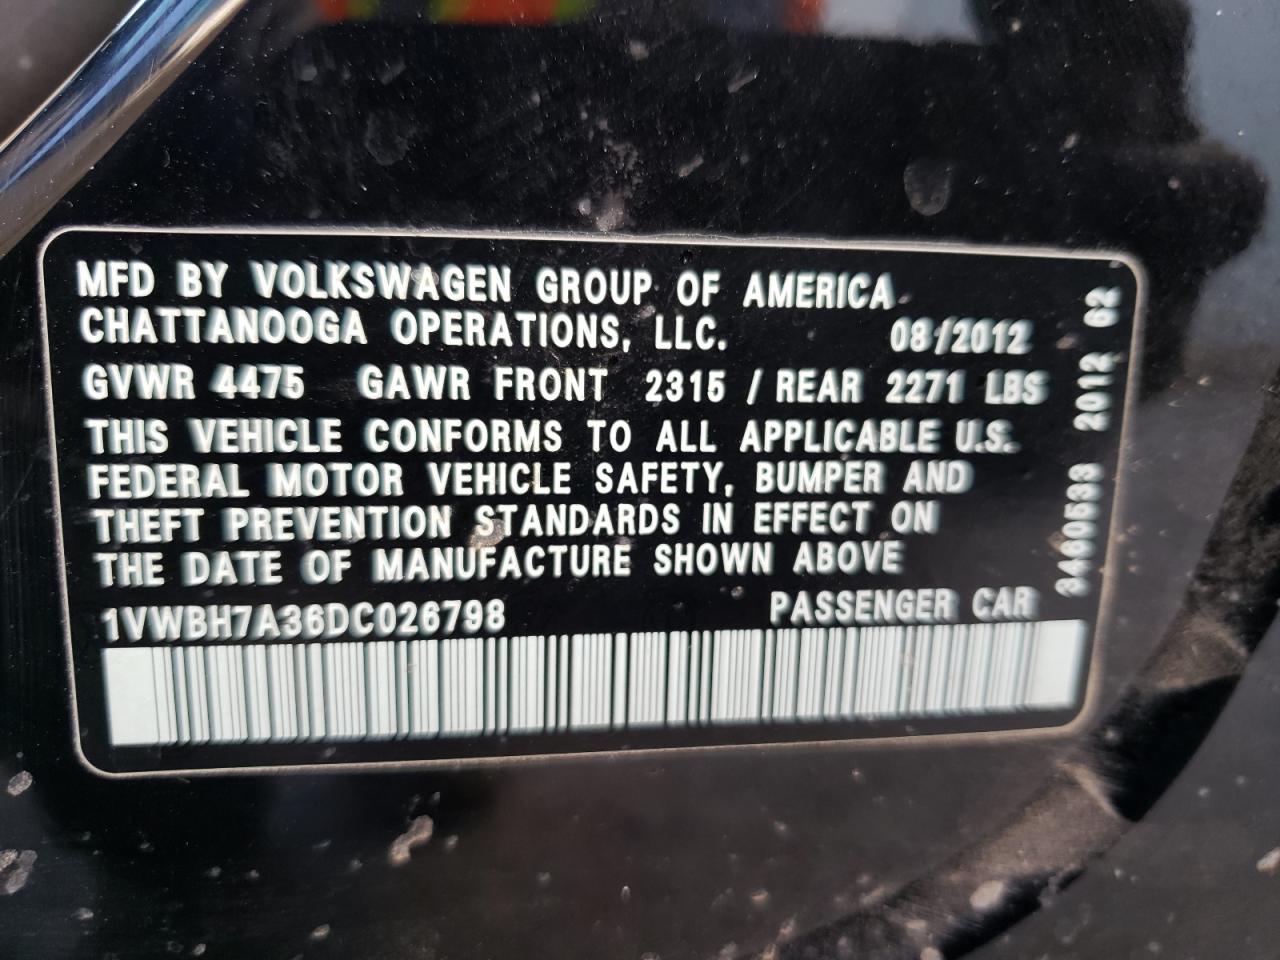 MFD BY VOLKSWAGEN GROUP OF AMERICA
CHATTANOOGA OPERATIONS, LLC. 08/2012
GVWR 4475 GAWR FRONT 2315 / REAR 2271 LBS
THIS VEHICLE CONFORMS TO ALL APPLICABLE U.S.
FEDERAL MOTOR VEHICLE SAFETY, BUMPER AND
THEFT PREVENTION STANDARDS IN EFFECT ON
THE DATE OF MANUFACTURE SHOWN ABOVE
1VWBH7A36DC026798 PASSENGER CAR
3460533 2012 62